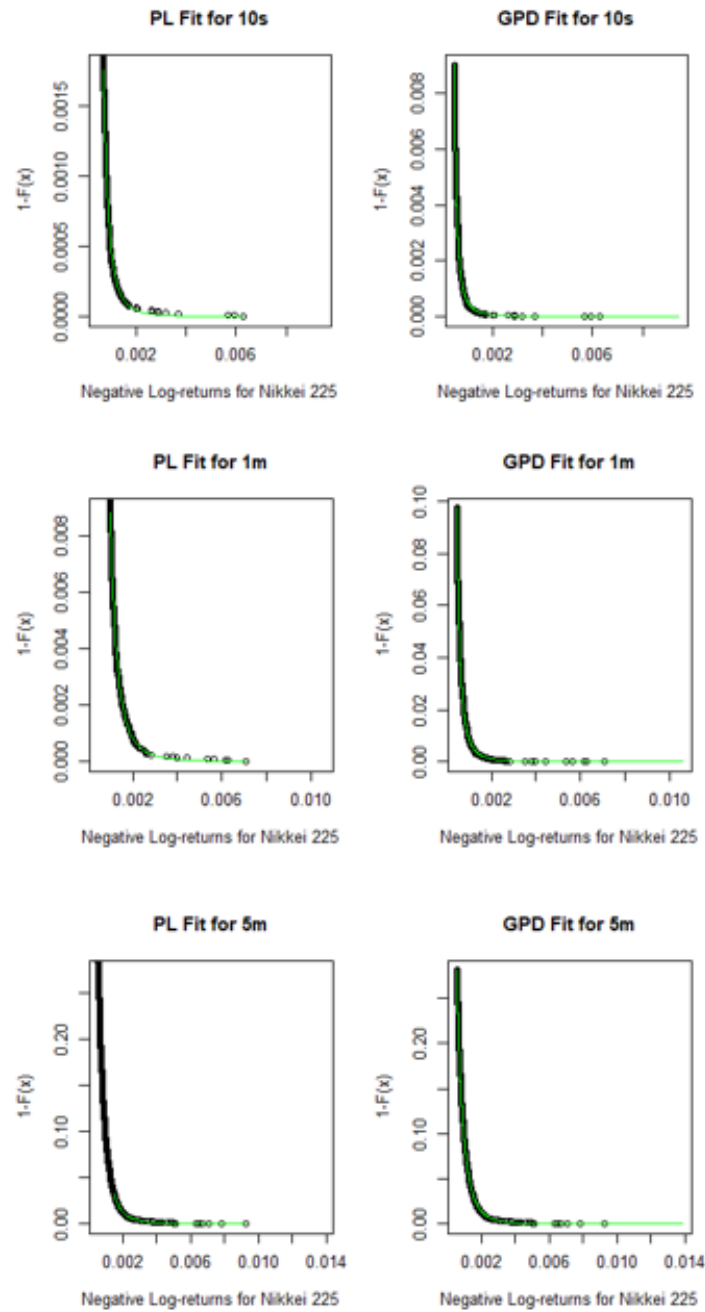 PL Fit for 10s
1-F(x)
0.0015
0.0010
0.0005
0.0000
0.002 0.006
Negative Log-returns for Nikkei 225
GPD Fit for 10s
1-F(x)
0.008
0.006
0.004
0.002
0.000
0.002 0.006
Negative Log-returns for Nikkei 225
PL Fit for 1m
1-F(x)
0.008
0.006
0.004
0.002
0.000
0.002 0.006 0.010
Negative Log-returns for Nikkei 225
GPD Fit for 1m
1-F(x)
0.10
0.08
0.06
0.04
0.02
0.00
0.002 0.006 0.010
Negative Log-returns for Nikkei 225
PL Fit for 5m
1-F(x)
0.20
0.10
0.00
0.002 0.006 0.010 0.014
Negative Log-returns for Nikkei 225
GPD Fit for 5m
1-F(x)
0.20
0.10
0.00
0.002 0.006 0.010 0.014
Negative Log-returns for Nikkei 225